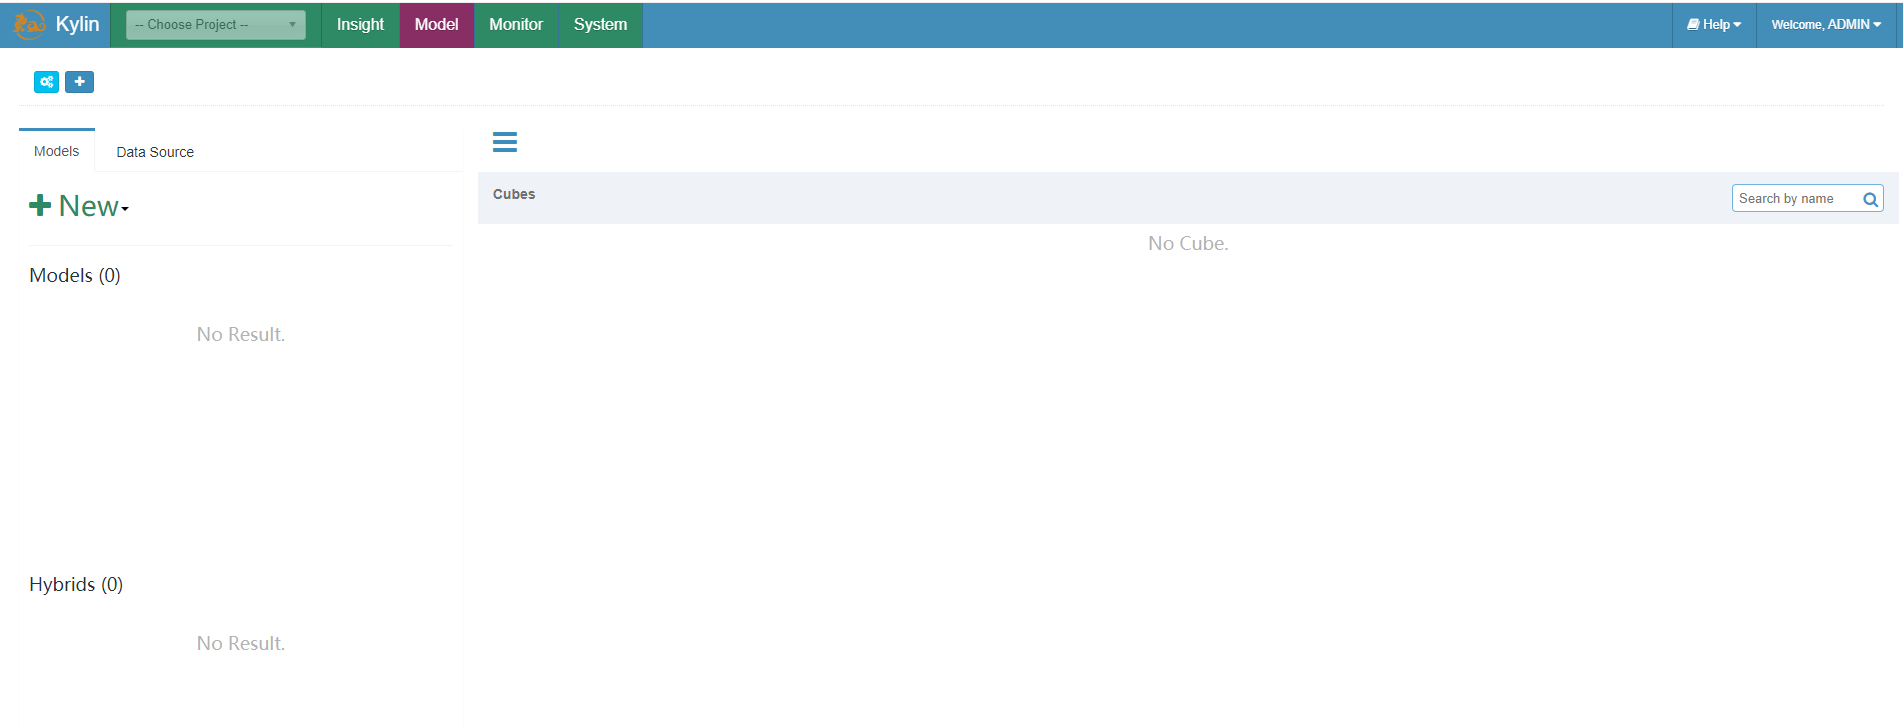 Kylin
-- Choose Project --
Insight
Model
Monitor
System
Help
Welcome, ADMIN
Models
Data Source
New
Cubes
Search by name
No Cube.
Models (0)
No Result.
Hybrids (0)
No Result.